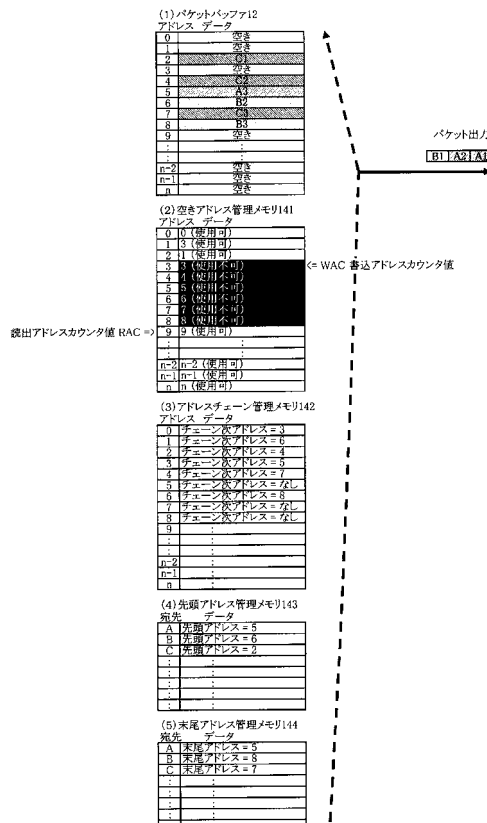 (1)パケットバッファ12
アドレス データ
0 空き
1 空き
2 C1
3 空き
4 C2
5 A3
6 B2
7 C3
8 B3
9 空き
: :
: :
n-2 空き
n-1 空き
n 空き
パケット出力
B1 A2 A1
(2)空きアドレス管理メモリ141
アドレス データ
0 0 (使用可)
1 3 (使用可)
2 1 (使用可)
3 3 (使用不可) <= WAC 書込アドレスカウンタ値
4 4 (使用不可)
5 5 (使用不可)
6 6 (使用不可)
7 7 (使用不可)
8 8 (使用不可)
読出アドレスカウンタ値 RAC => 9 9 (使用可)
: :
: :
n-2 n-2 (使用可)
n-1 n-1 (使用可)
n n (使用可)
(3)アドレスチェーン管理メモリ142
アドレス データ
0 チェーン次アドレス = 3
1 チェーン次アドレス = 6
2 チェーン次アドレス = 4
3 チェーン次アドレス = 5
4 チェーン次アドレス = 7
5 チェーン次アドレス = なし
6 チェーン次アドレス = 8
7 チェーン次アドレス = なし
8 チェーン次アドレス = なし
9 :
: :
: :
n-2
n-1 :
n :
(4)先頭アドレス管理メモリ143
宛先 データ
A 先頭アドレス = 5
B 先頭アドレス = 6
C 先頭アドレス = 2
: :
: :
: :
: :
: :
(5)末尾アドレス管理メモリ144
宛先 データ
A 末尾アドレス = 5
B 末尾アドレス = 8
C 末尾アドレス = 7
: :
: :
: :
: :